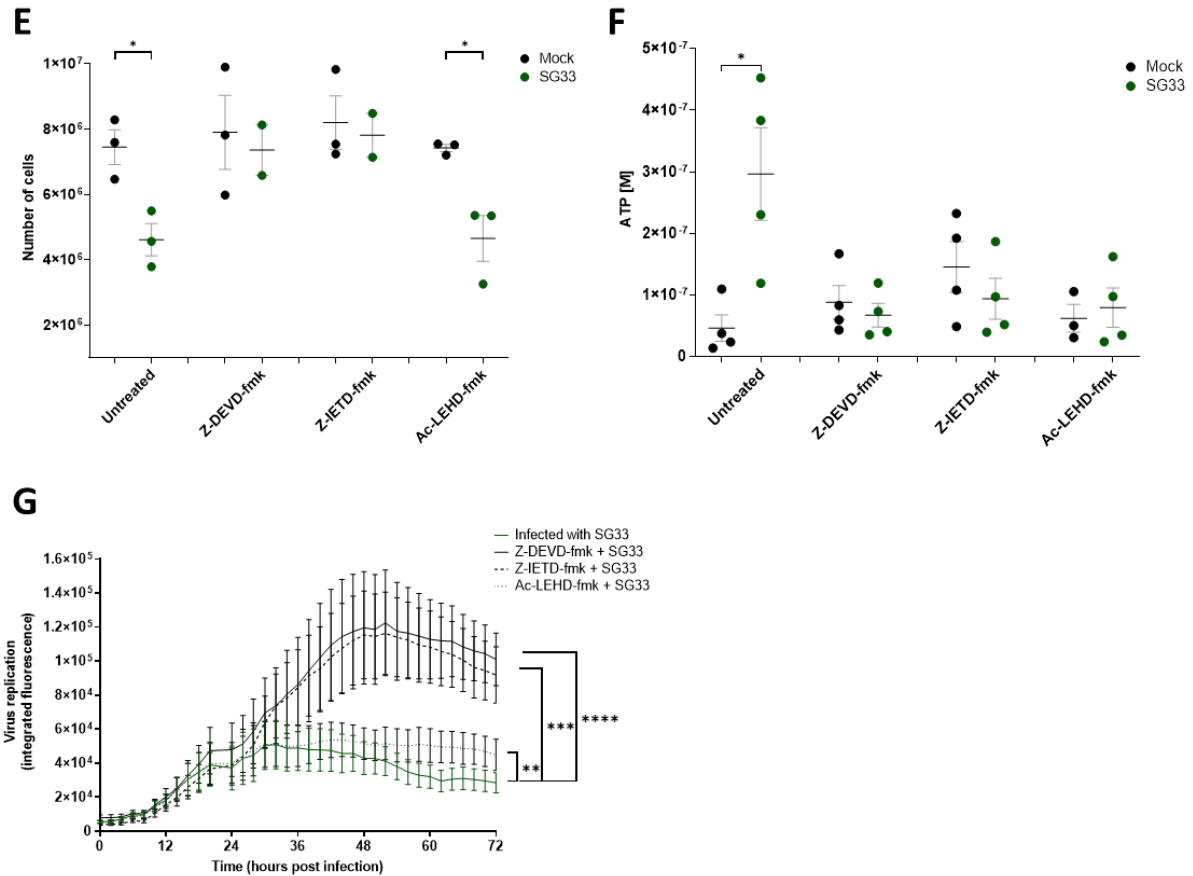 E
Number of cells
1×10⁷
8×10⁶
6×10⁶
4×10⁶
2×10⁶
*
*
Mock
SG33
Untreated
Z-DEVD-fmk
Z-IETD-fmk
Ac-LEHD-fmk
F
ATP [M]
5×10⁻⁷
4×10⁻⁷
3×10⁻⁷
2×10⁻⁷
1×10⁻⁷
0
*
Mock
SG33
Untreated
Z-DEVD-fmk
Z-IETD-fmk
Ac-LEHD-fmk
G
Virus replication
(integrated fluorescence)
1.6×10⁵
1.4×10⁵
1.2×10⁵
1×10⁵
8×10⁴
6×10⁴
4×10⁴
2×10⁴
0
Infected with SG33
Z-DEVD-fmk + SG33
Z-IETD-fmk + SG33
Ac-LEHD-fmk + SG33
**
***
****
0 12 24 36 48 60 72
Time (hours post infection)